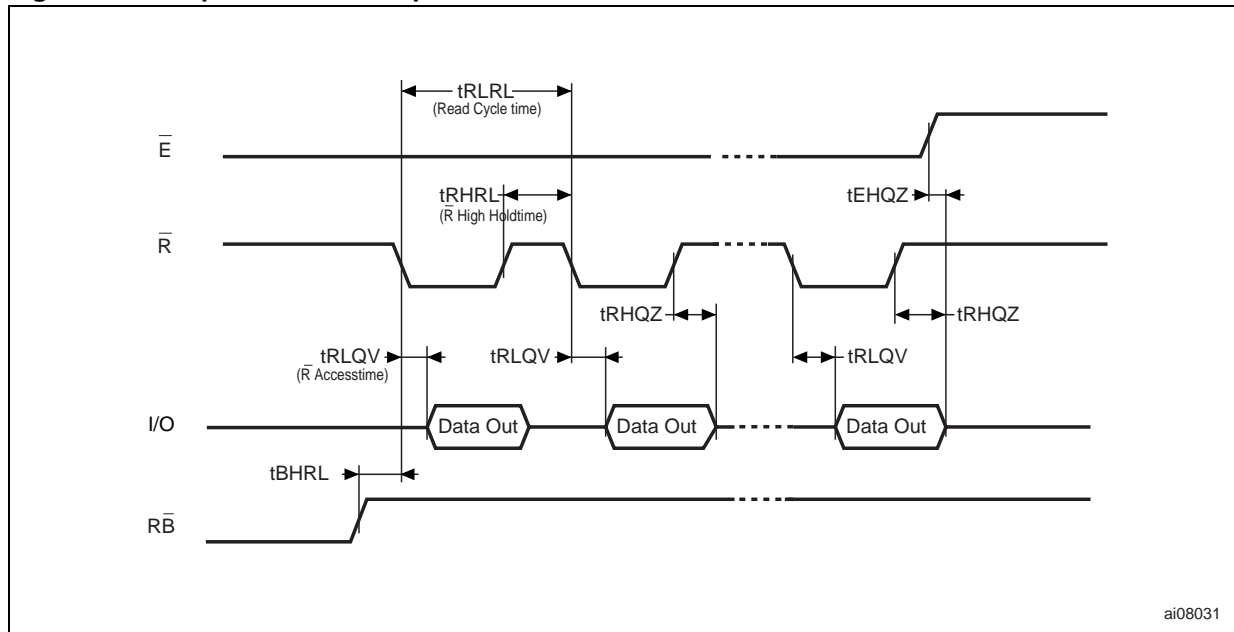 tRLRL
(Read Cycle time)
E̅
tRHRL
(R̅ High Holdtime)
tEHQZ
R̅
tRHQZ
tRHQZ
tRLQV
(R̅ Accesstime)
tRLQV
tRLQV
I/O
Data Out
Data Out
Data Out
tBHRL
RB̅
ai08031